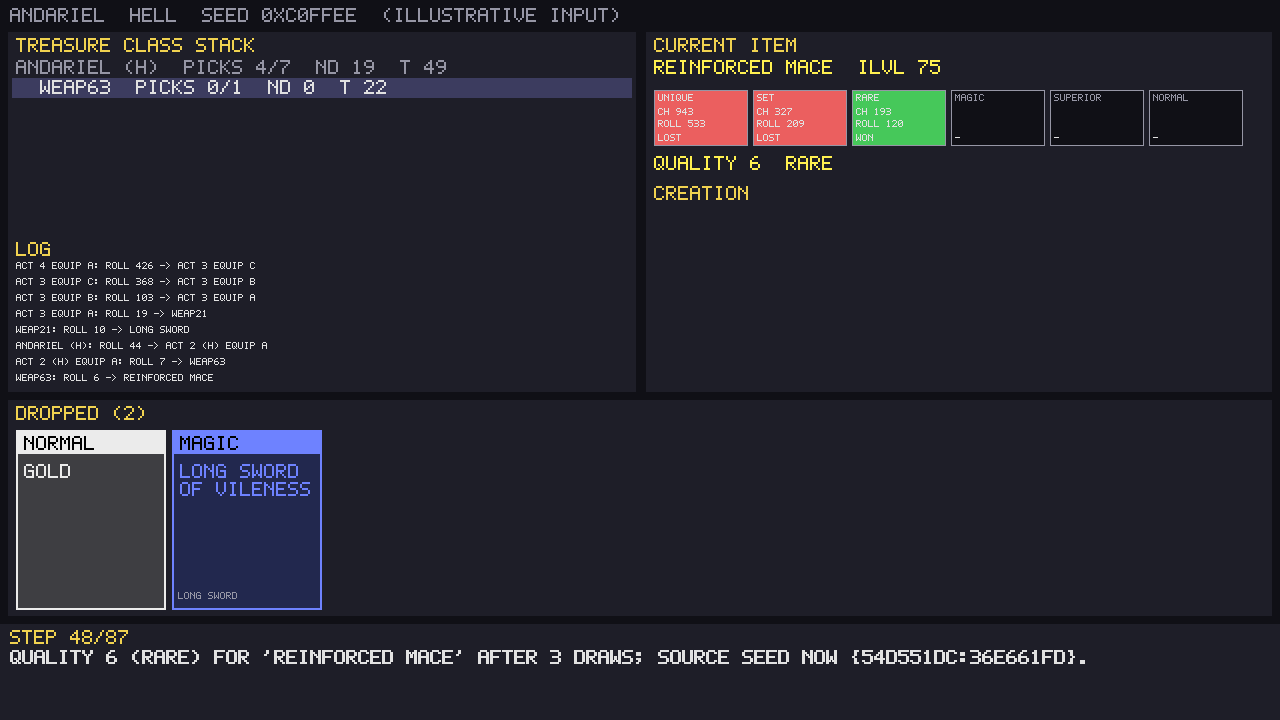 ANDARIEL HELL SEED 0XC0FFEE (ILLUSTRATIVE INPUT)
TREASURE CLASS STACK
ANDARIEL (H) PICKS 4/7 ND 19 T 49
WEAP63 PICKS 0/1 ND 0 T 22
LOG
ACT 4 EQUIP A: ROLL 426 -> ACT 3 EQUIP C
ACT 3 EQUIP C: ROLL 368 -> ACT 3 EQUIP B
ACT 3 EQUIP B: ROLL 103 -> ACT 3 EQUIP A
ACT 3 EQUIP A: ROLL 19 -> WEAP21
WEAP21: ROLL 10 -> LONG SWORD
ANDARIEL (H): ROLL 44 -> ACT 2 (H) EQUIP A
ACT 2 (H) EQUIP A: ROLL 7 -> WEAP63
WEAP63: ROLL 6 -> REINFORCED MACE
CURRENT ITEM
REINFORCED MACE ILVL 75
UNIQUE
CH 943
ROLL 533
LOST
SET
CH 327
ROLL 209
LOST
RARE
CH 193
ROLL 120
WON
MAGIC
-
SUPERIOR
-
NORMAL
-
QUALITY 6 RARE
CREATION
DROPPED (2)
NORMAL
GOLD
MAGIC
LONG SWORD
OF VILENESS
LONG SWORD
STEP 48/87
QUALITY 6 (RARE) FOR 'REINFORCED MACE' AFTER 3 DRAWS; SOURCE SEED NOW {54D551DC:36E661FD}.